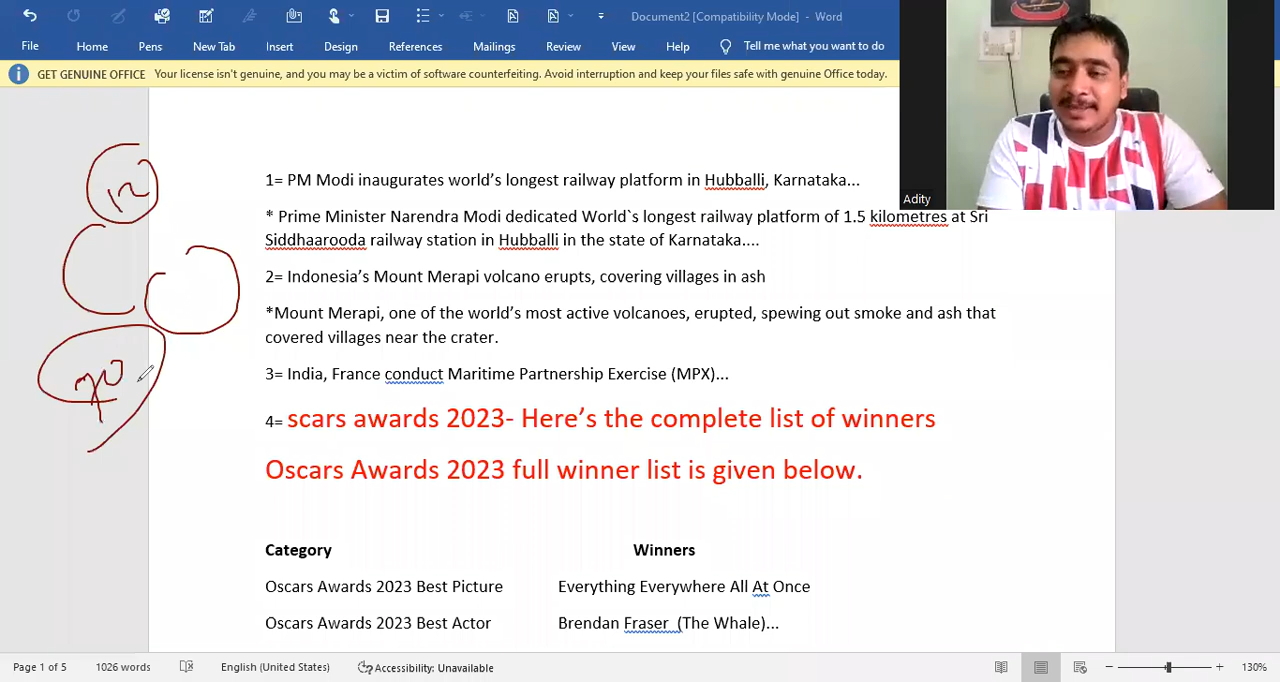 Document2 [Compatibility Mode] - Word
File Home Pens New Tab Insert Design References Mailings Review View Help Tell me what you want to do
GET GENUINE OFFICE Your license isn't genuine, and you may be a victim of software counterfeiting. Avoid interruption and keep your files safe with genuine Office today.
Adity
12
1= PM Modi inaugurates world’s longest railway platform in Hubballi, Karnataka...
* Prime Minister Narendra Modi dedicated World`s longest railway platform of 1.5 kilometres at Sri
Siddhaarooda railway station in Hubballi in the state of Karnataka....
2= Indonesia’s Mount Merapi volcano erupts, covering villages in ash
*Mount Merapi, one of the world’s most active volcanoes, erupted, spewing out smoke and ash that
covered villages near the crater.
3= India, France conduct Maritime Partnership Exercise (MPX)...
4= scars awards 2023- Here’s the complete list of winners
Oscars Awards 2023 full winner list is given below.
Category Winners
Oscars Awards 2023 Best Picture Everything Everywhere All At Once
Oscars Awards 2023 Best Actor Brendan Fraser (The Whale)...
Page 1 of 5 1026 words English (United States) Accessibility: Unavailable 130%